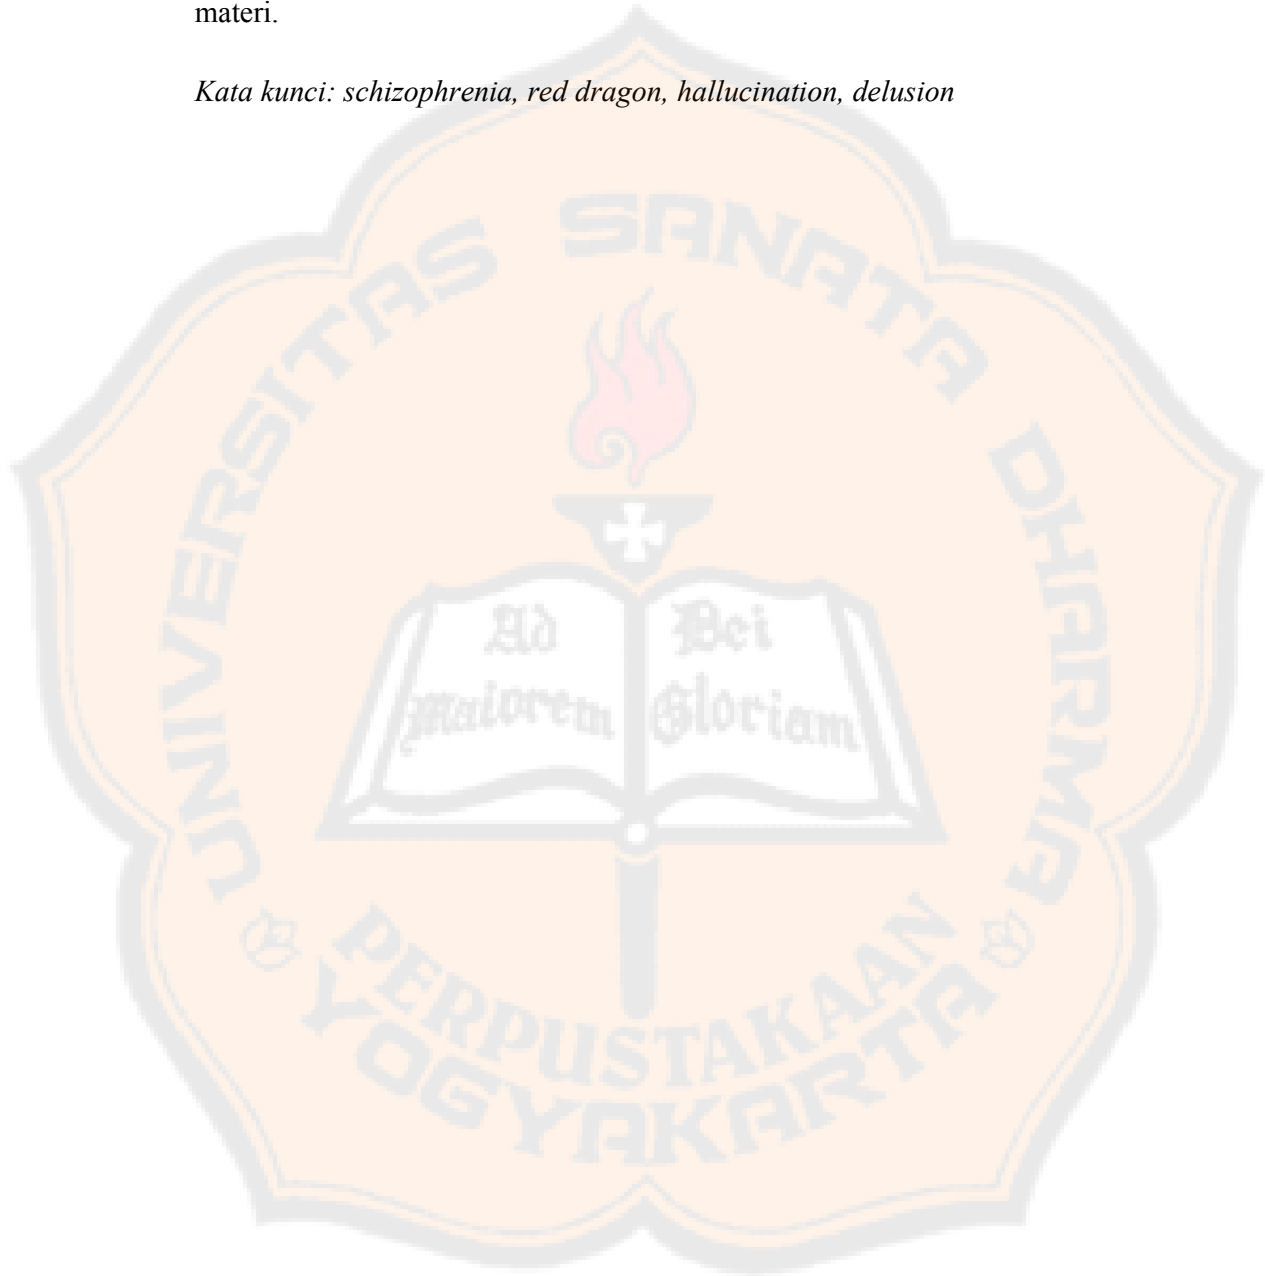 materi.
Kata kunci: schizophrenia, red dragon, hallucination, delusion
UNIVERSITAS SANATA DHARMA
Ad Dei
Maiorem Gloriam
PERPUSTAKAAN
YOGYAKARTA